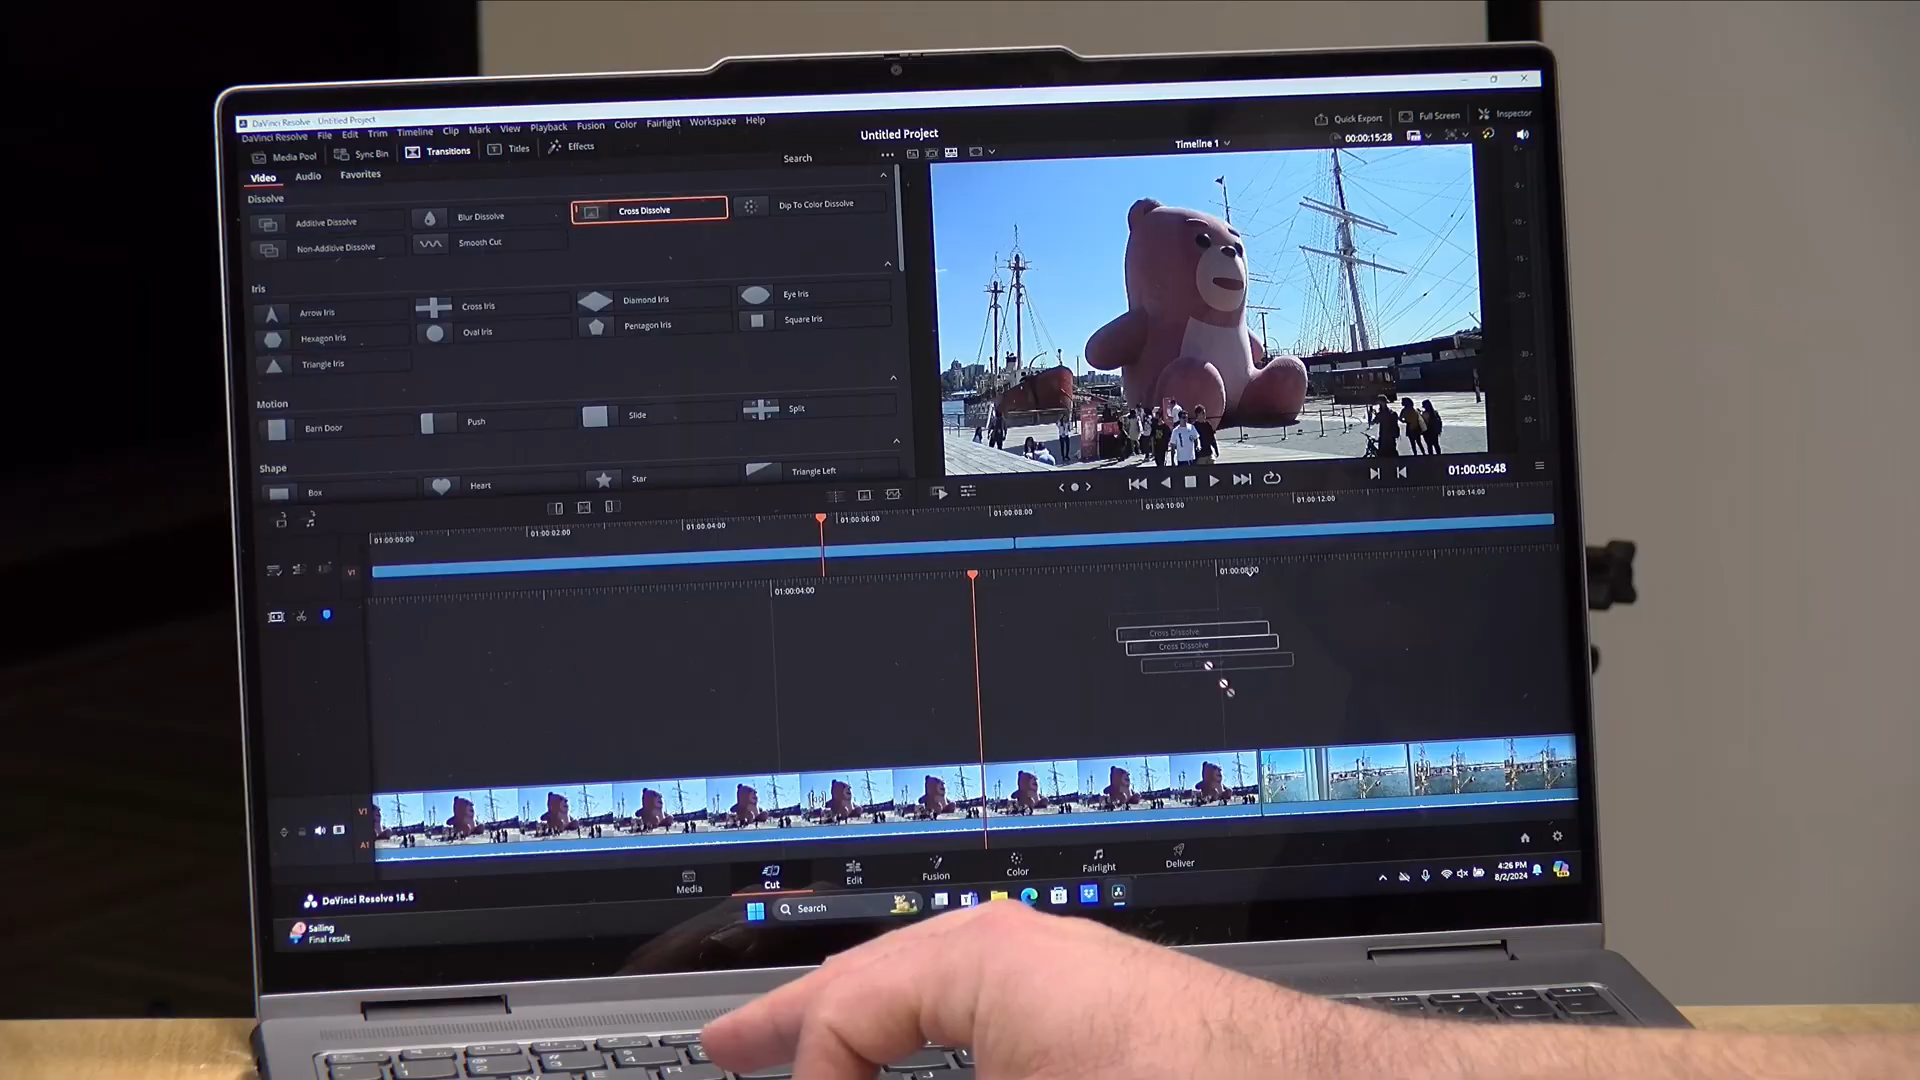 DaVinci Resolve - Untitled Project
DaVinci Resolve File Edit Trim Timeline Clip Mark View Playback Fusion Color Fairlight Workspace Help
Media Pool Sync Bin Transitions Titles Effects
Untitled Project
Quick Export Full Screen Inspector
Search
Timeline 1
00:00:15:28
Video Audio Favorites
Dissolve
Additive Dissolve Blur Dissolve Cross Dissolve Dip To Color Dissolve
Non-Additive Dissolve Smooth Cut
Iris
Arrow Iris Cross Iris Diamond Iris Eye Iris
Hexagon Iris Oval Iris Pentagon Iris Square Iris
Triangle Iris
Motion
Barn Door Push Slide Split
Shape
Box Heart Star Triangle Left
01:00:05:48
01:00:00:00 01:00:02:00 01:00:04:00 01:00:06:00 01:00:08:00 01:00:10:00 01:00:12:00 01:00:14:00
V1
01:00:04:00 01:00:08:00
Cross Dissolve
Cross Dissolve
Cross Dissolve
V1
A1
Media Cut Edit Fusion Color Fairlight Deliver
DaVinci Resolve 18.6
Sailing
Final result
Search
4:26 PM
8/2/2024